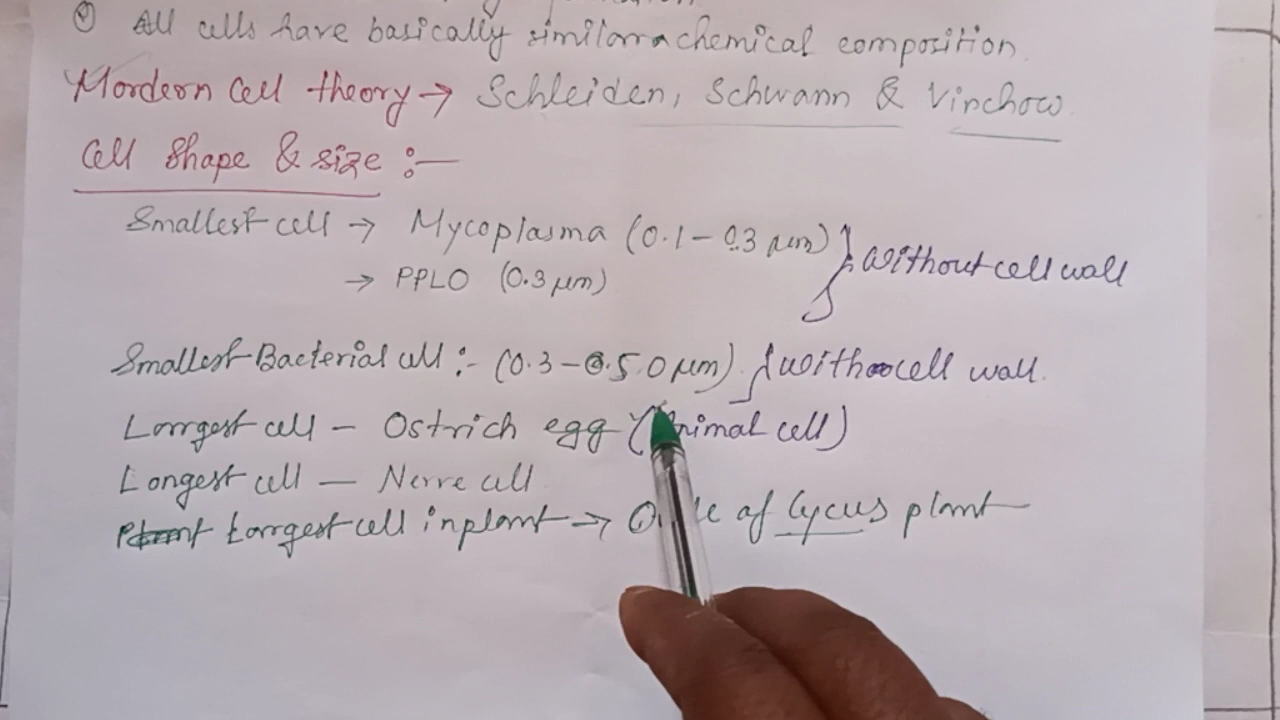 All cells have basically similar chemical composition.
Mordern Cell theory → Schleiden, Schwann & Virchow
Cell Shape & size :-
Smallest cell → Mycoplasma (0.1 - 0.3 μm) } without cell wall
→ PPLO (0.3 μm)
Smallest Bacterial cell :- (0.3 - 0.5.0 μm) } with cell wall.
Largest cell - Ostrich egg (Animal cell)
Longest cell - Nerve cell
Largest cell in plant → of Cycus plant